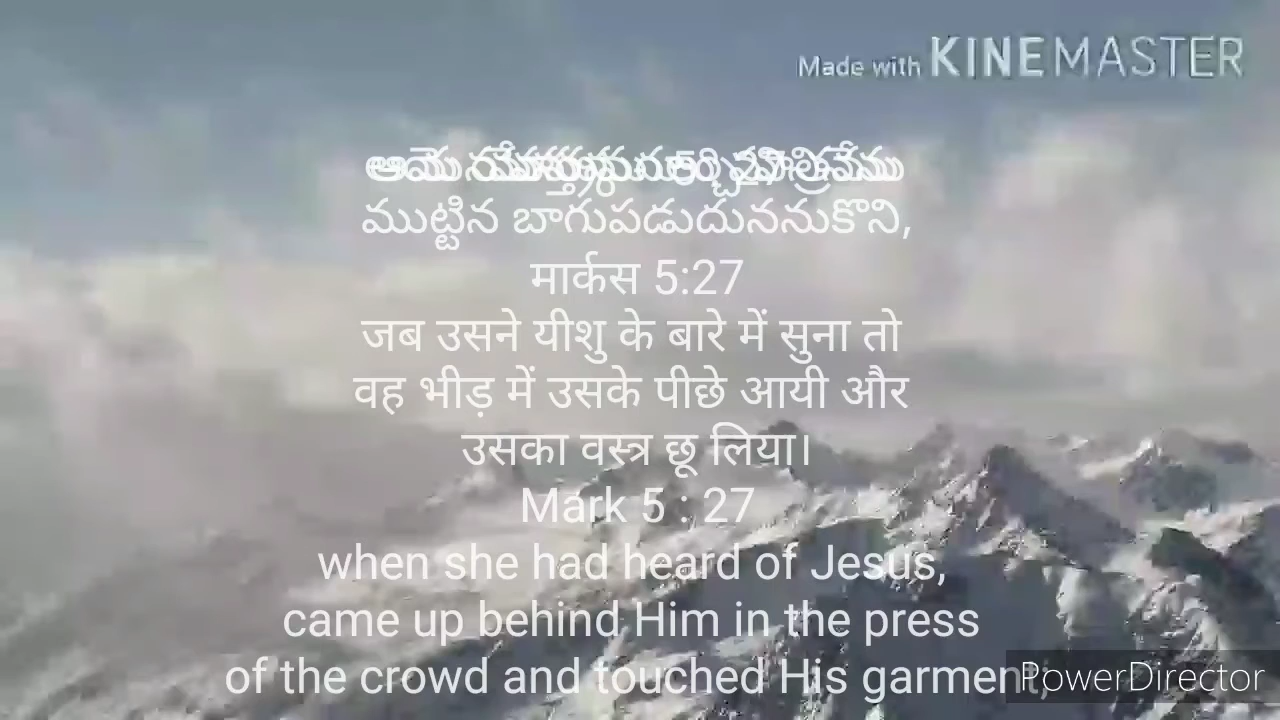 Made with KINEMASTER
ముట్టిన బాగుపడుదుననుకొని,
मार्कस 5:27
जब उसने यीशु के बारे में सुना तो
वह भीड़ में उसके पीछे आयी और
उसका वस्त्र छू लिया।
Mark 5 : 27
when she had heard of Jesus,
came up behind Him in the press
of the crowd and touched His garment;
PowerDirector